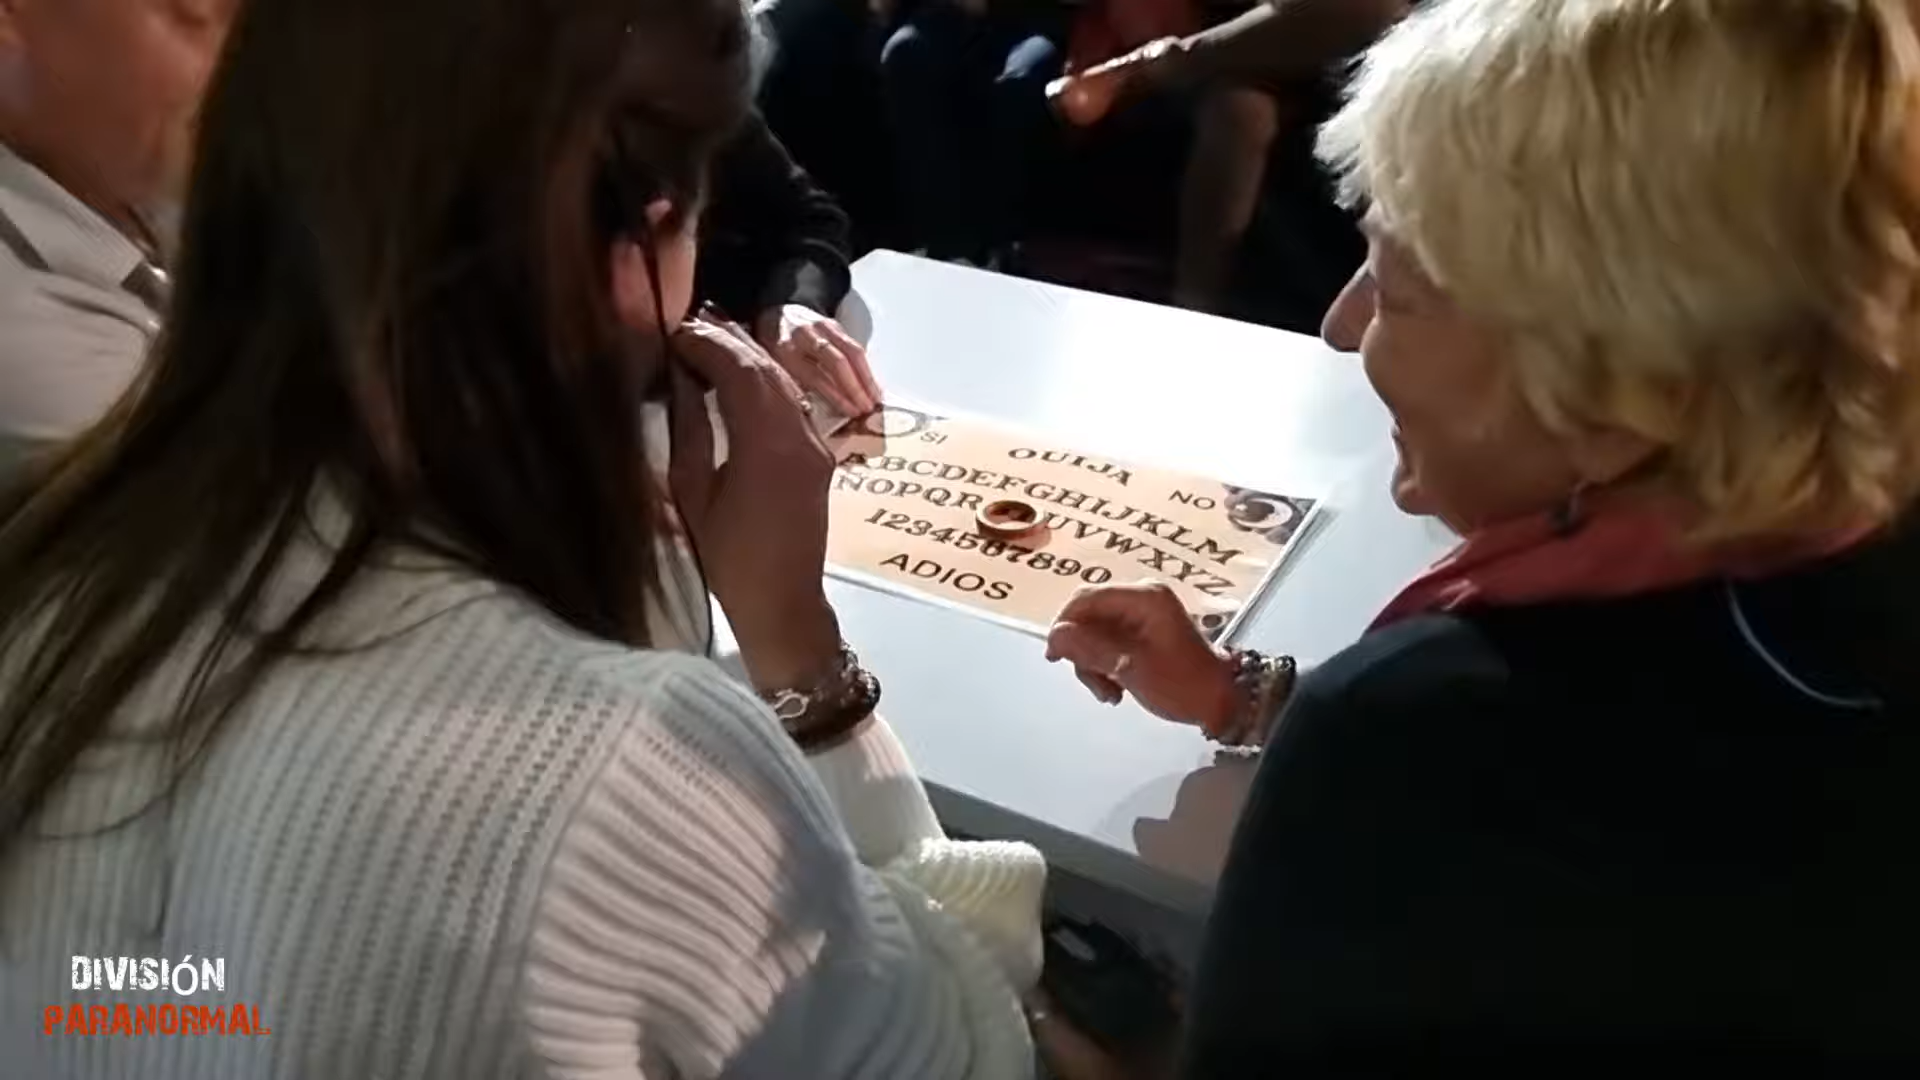 SI
OUIJA
NO
ABCDEFGHIJKLM
NOPQR UVWXYZ
1234567890
ADIOS
DIVISIÓN
PARANORMAL